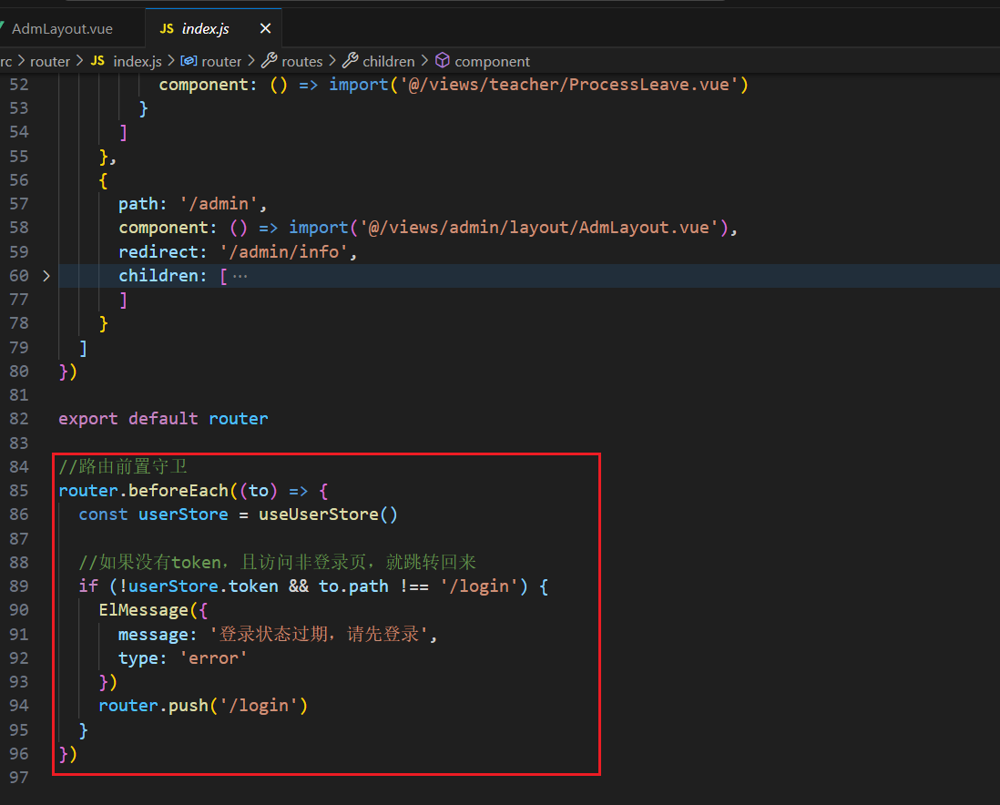 AdmLayout.vue JS index.js ×
rc > router > JS index.js > router > routes > children > component
52 component: () => import('@/views/teacher/ProcessLeave.vue')
53 }
54 ]
55 },
56 {
57 path: '/admin',
58 component: () => import('@/views/admin/layout/AdmLayout.vue'),
59 redirect: '/admin/info',
60 > children: [ ⋯
77 ]
78 }
79 ]
80 })
81
82 export default router
83
84 //路由前置守卫
85 router.beforeEach((to) => {
86 const userStore = useUserStore()
87
88 //如果没有token，且访问非登录页，就跳转回来
89 if (!userStore.token && to.path !== '/login') {
90 ElMessage({
91 message: '登录状态过期，请先登录',
92 type: 'error'
93 })
94 router.push('/login')
95 }
96 })
97